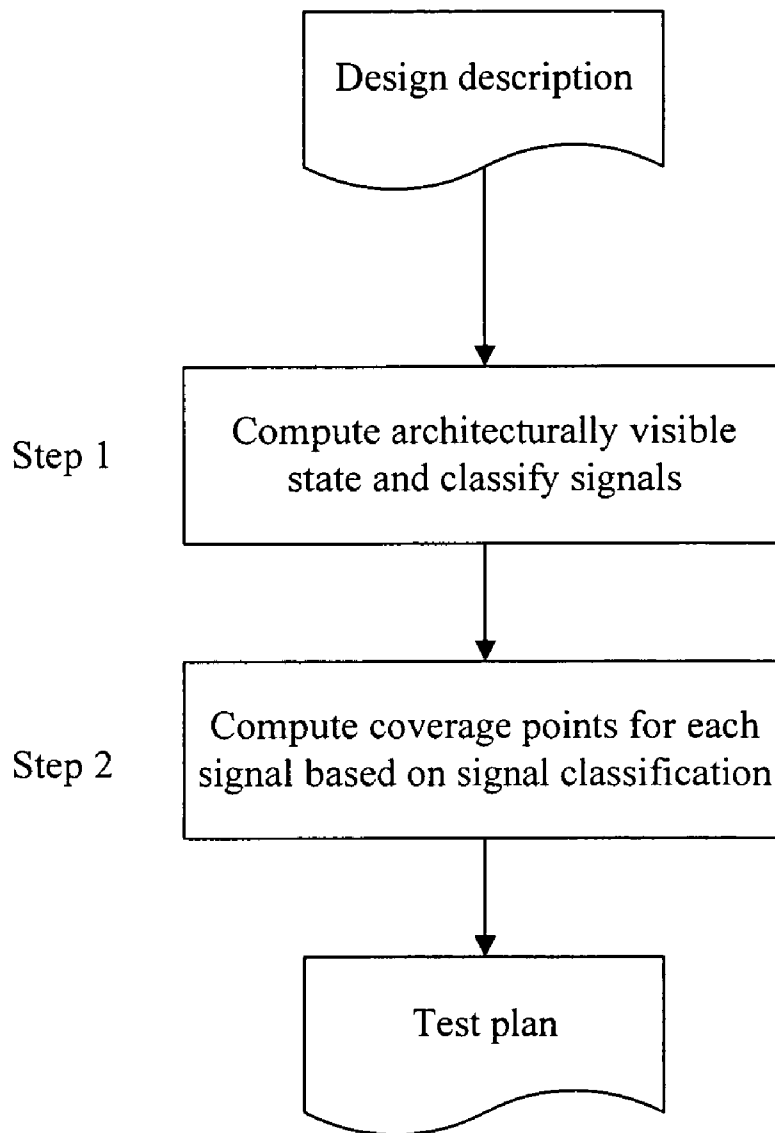 Design description
Step 1
Compute architecturally visible
state and classify signals
Step 2
Compute coverage points for each
signal based on signal classification
Test plan